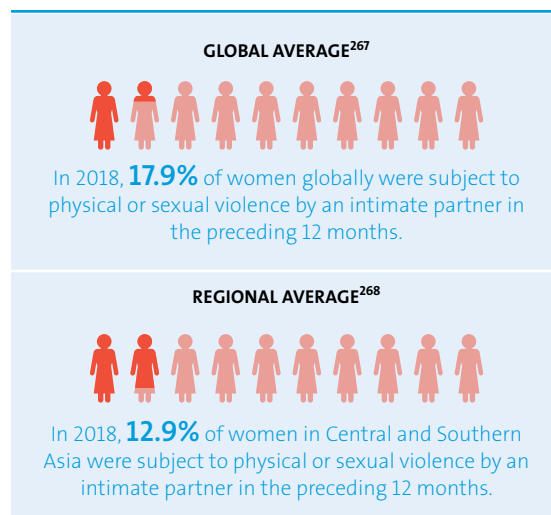 GLOBAL AVERAGE267
In 2018, 17.9% of women globally were subject to
physical or sexual violence by an intimate partner in
the preceding 12 months.
REGIONAL AVERAGE268
In 2018, 12.9% of women in Central and Southern
Asia were subject to physical or sexual violence by an
intimate partner in the preceding 12 months.